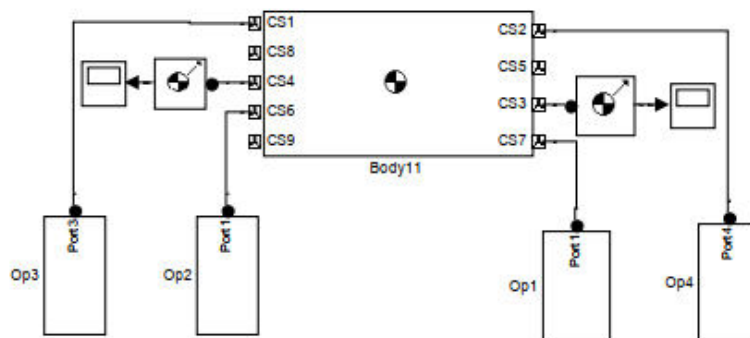 CS1
CS8
CS4
CS6
CS9
CS2
CS5
CS3
CS7
Body11
Port3
Op3
Port1
Op2
Port1
Op1
Port4
Op4